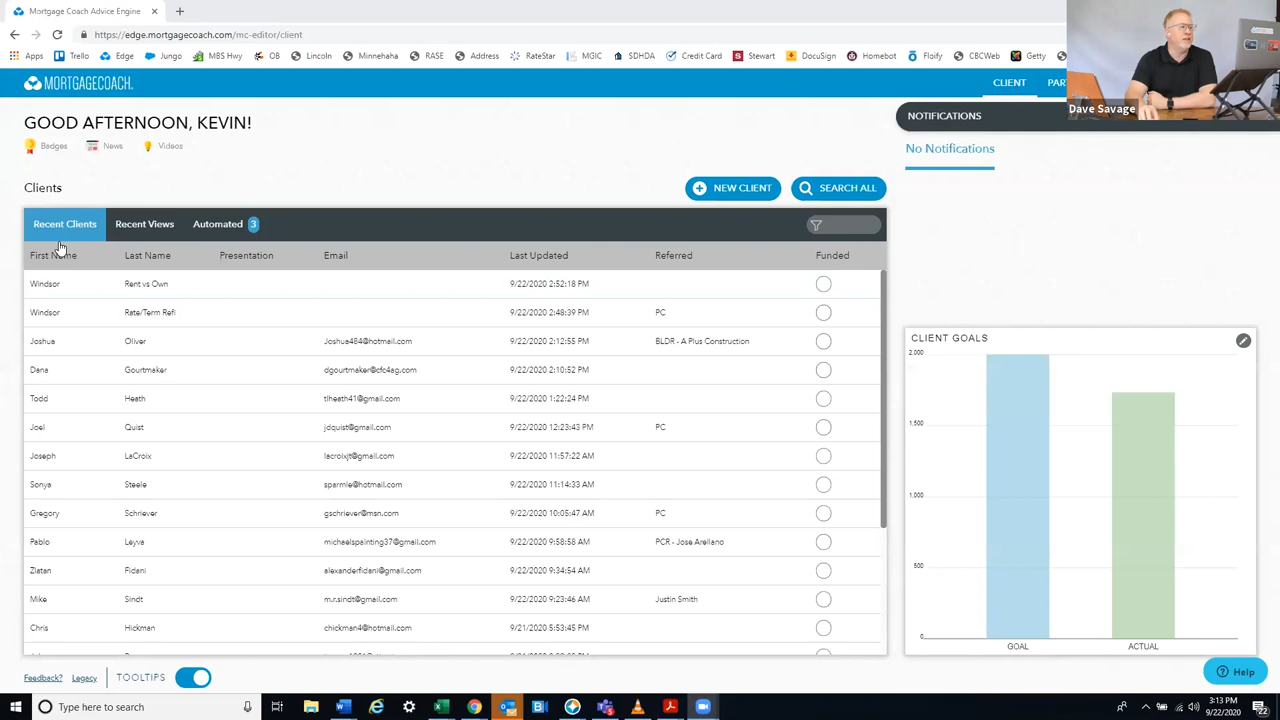 Mortgage Coach Advice Engine
https://edge.mortgagecoach.com/mc-editor/client
Apps Trello Edge Jungo MBS Hwy OB Lincoln Minnehaha RASE Address RateStar MGIC SDHDA Credit Card Stewart DocuSign Homebot Floify CBCWeb Getty
MORTGAGECOACH
CLIENT
Dave Savage
GOOD AFTERNOON, KEVIN!
NOTIFICATIONS
Badges News Videos
No Notifications
Clients
NEW CLIENT SEARCH ALL
Recent Clients Recent Views Automated 3
First Name Last Name Presentation Email Last Updated Referred Funded
Windsor Rent vs Own 9/22/2020 2:52:18 PM
Windsor Rate/Term Refi 9/22/2020 2:48:39 PM PC
Joshua Oliver Joshua484@hotmail.com 9/22/2020 2:12:55 PM BLDR - A Plus Construction
Dana Gourtmaker dgourtmaker@cfc4ag.com 9/22/2020 2:10:52 PM
Todd Heath tlheath41@gmail.com 9/22/2020 1:22:24 PM
Joel Quist jdquist@gmail.com 9/22/2020 12:23:43 PM PC
Joseph LaCroix lacroixjt@gmail.com 9/22/2020 11:57:22 AM
Sonya Steele sparmle@hotmail.com 9/22/2020 11:14:33 AM
Gregory Schriever gschriever@msn.com 9/22/2020 10:05:47 AM PC
Pablo Leyva michaelspainting37@gmail.com 9/22/2020 9:58:58 AM PCR - Jose Arellano
Zlatan Fidani alexanderfidani@gmail.com 9/22/2020 9:34:54 AM
Mike Sindt m.r.sindt@gmail.com 9/22/2020 9:23:46 AM Justin Smith
Chris Hickman chickman4@hotmail.com 9/21/2020 5:53:45 PM
CLIENT GOALS
2,000
1,500
1,000
500
0
GOAL ACTUAL
Feedback? Legacy TOOLTIPS
Help
Type here to search
3:13 PM
9/22/2020
22